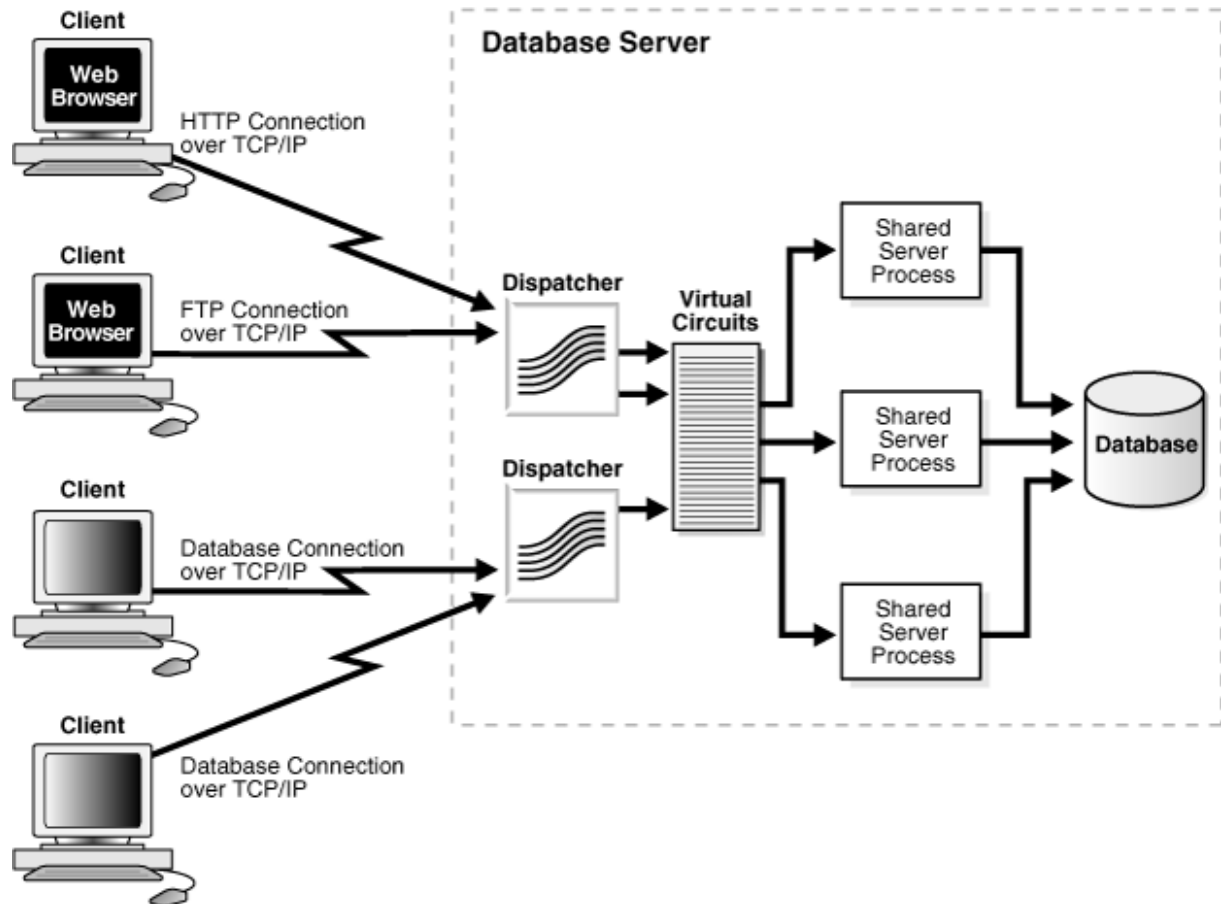 Client
Web
Browser
HTTP Connection
over TCP/IP
Client
Web
Browser
FTP Connection
over TCP/IP
Client
Database Connection
over TCP/IP
Client
Database Connection
over TCP/IP
Database Server
Dispatcher
Dispatcher
Virtual
Circuits
Shared
Server
Process
Shared
Server
Process
Shared
Server
Process
Database